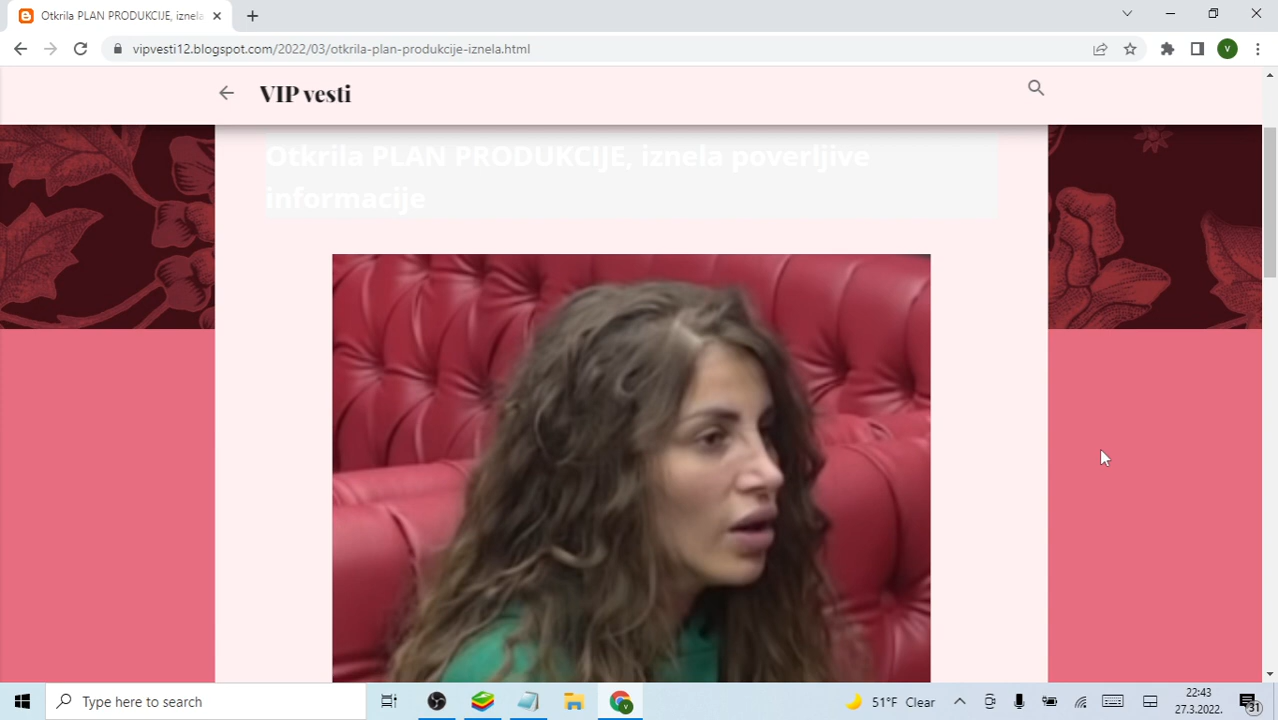 Otkrila PLAN PRODUKCIJE, iznela
vipvesti12.blogspot.com/2022/03/otkrila-plan-produkcije-iznela.html
V
VIP vesti
Otkrila PLAN PRODUKCIJE, iznela poverljive
informacije
Type here to search
V
51°F Clear
22:43
27.3.2022.
31